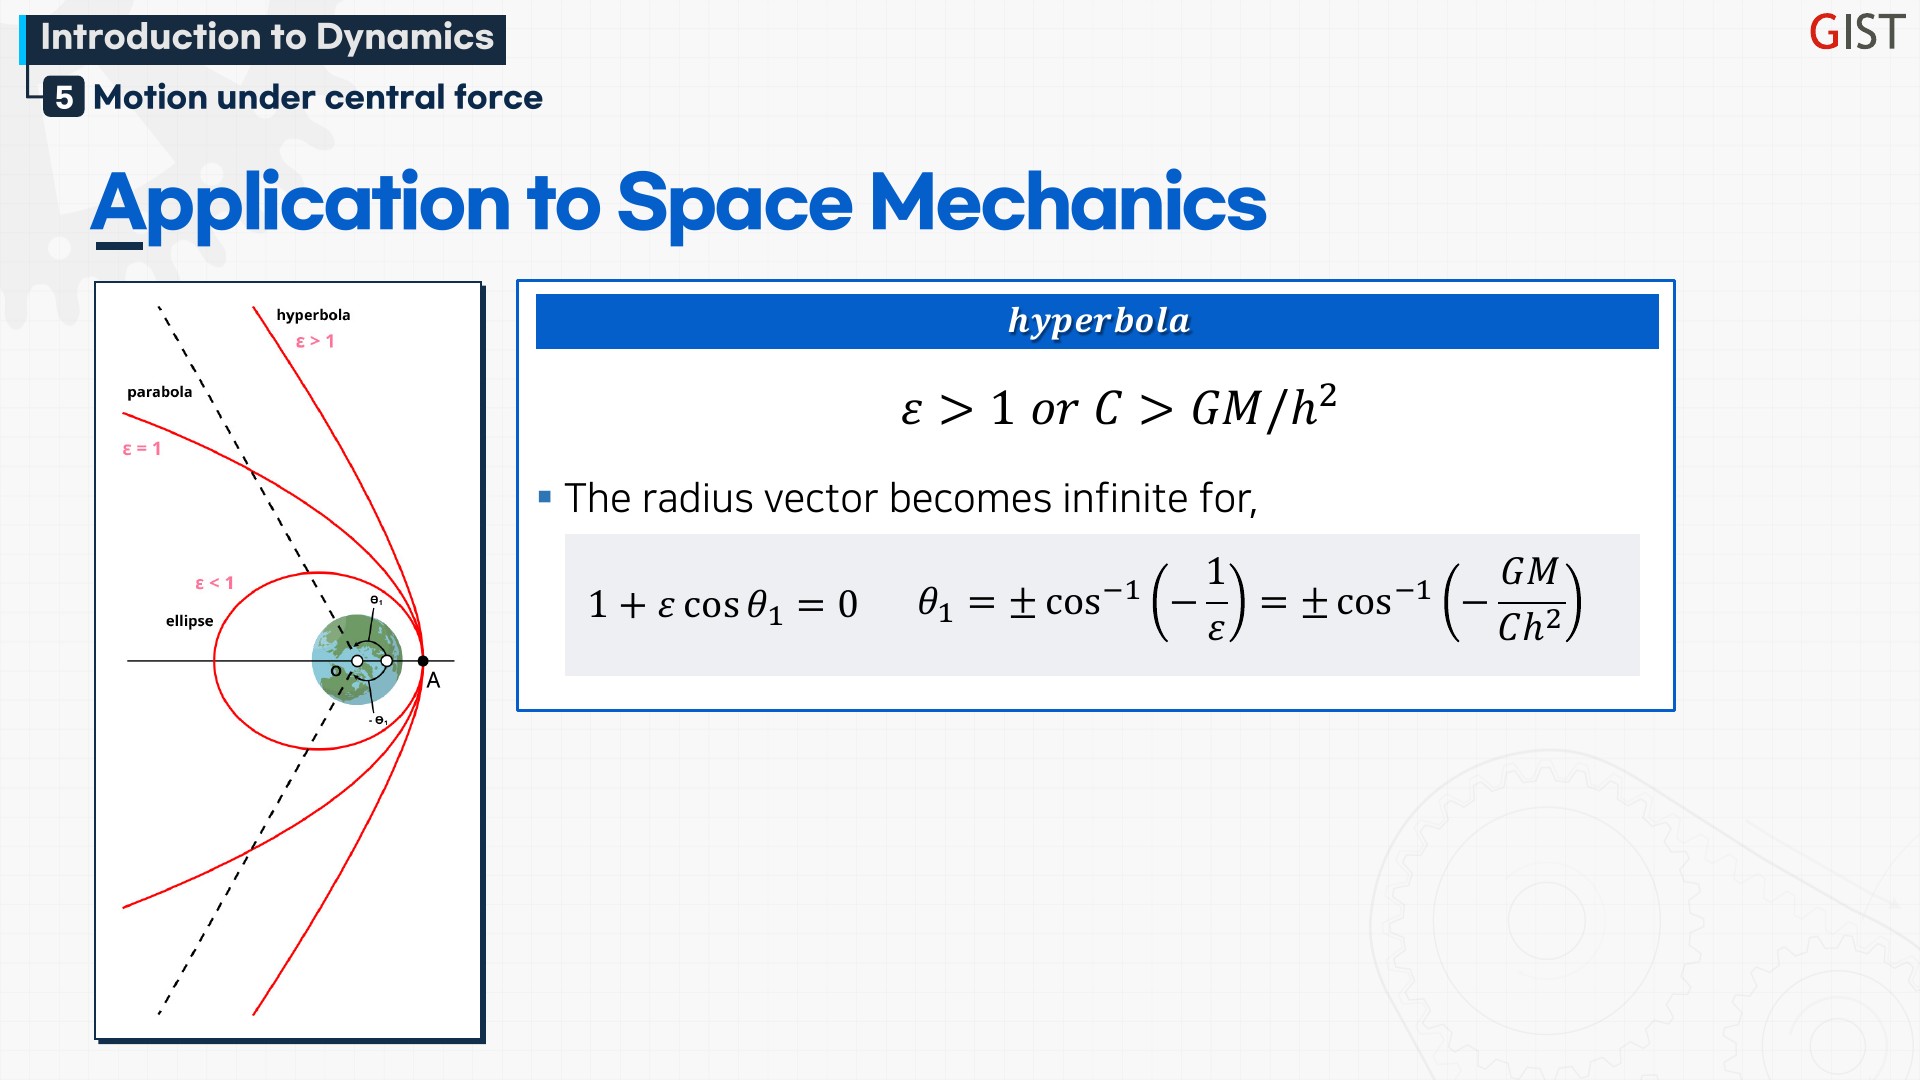 Introduction to Dynamics
GIST
5 Motion under central force
Application to Space Mechanics
hyperbola
ε > 1
parabola
ε = 1
ε < 1
ellipse
θ₁
O
A
- θ₁
hyperbola
ε > 1 or C > GM/h²
▪ The radius vector becomes infinite for,
1 + ε cos θ₁ = 0 θ₁ = ± cos⁻¹ (−1/ε) = ± cos⁻¹ (−GM/Ch²)